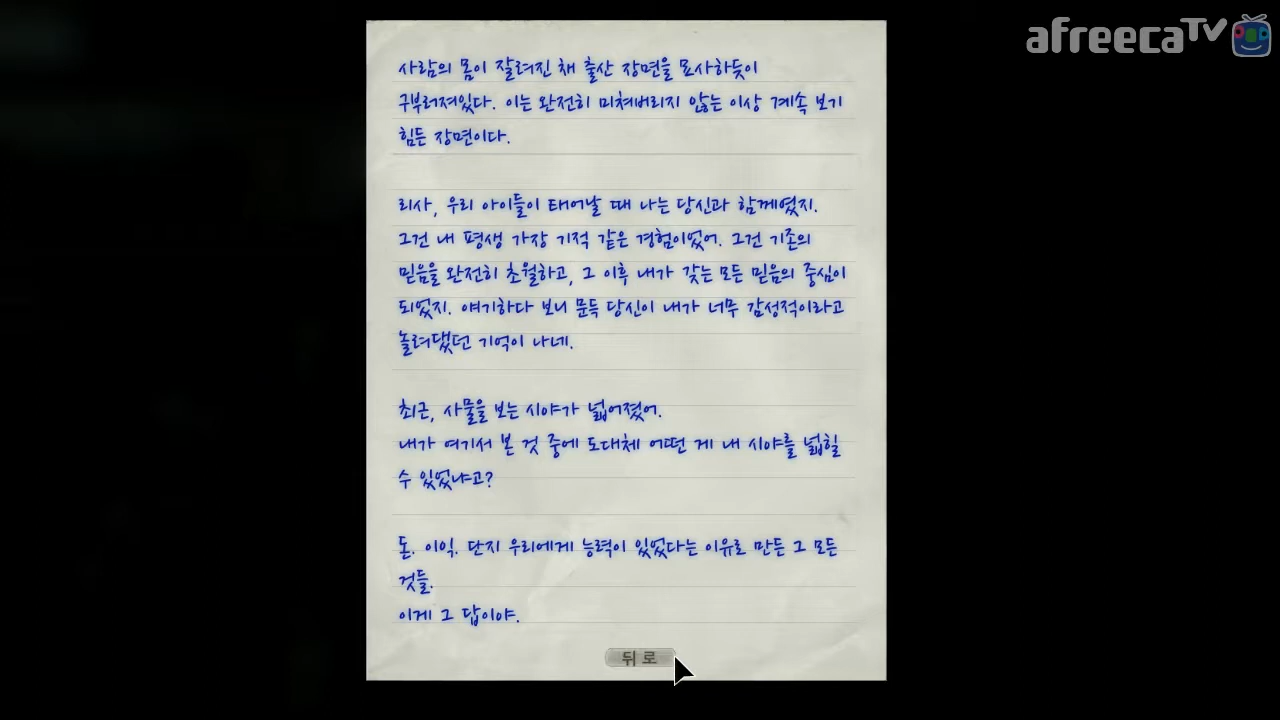 afreecaTV
사람의 몸이 잘려진 채 출산 장면을 묘사하듯이
구부러져있다. 이는 완전히 미쳐버리지 않는 이상 계속 보기
힘든 장면이다.
리사, 우리 아이들이 태어날 때 나는 당신과 함께였지.
그건 내 평생 가장 기적 같은 경험이었어. 그건 기존의
믿음을 완전히 초월하고, 그 이후 내가 갖는 모든 믿음의 중심이
되었지. 얘기하다 보니 문득 당신이 내가 너무 감성적이라고
놀려댔던 기억이 나네.
최근, 사물을 보는 시야가 넓어졌어.
내가 여기서 본 것 중에 도대체 어떤 게 내 시야를 넓힐
수 있었냐고?
돈. 이익. 단지 우리에게 능력이 있었다는 이유로 만든 그 모든
것들.
이게 그 답이야.
뒤로